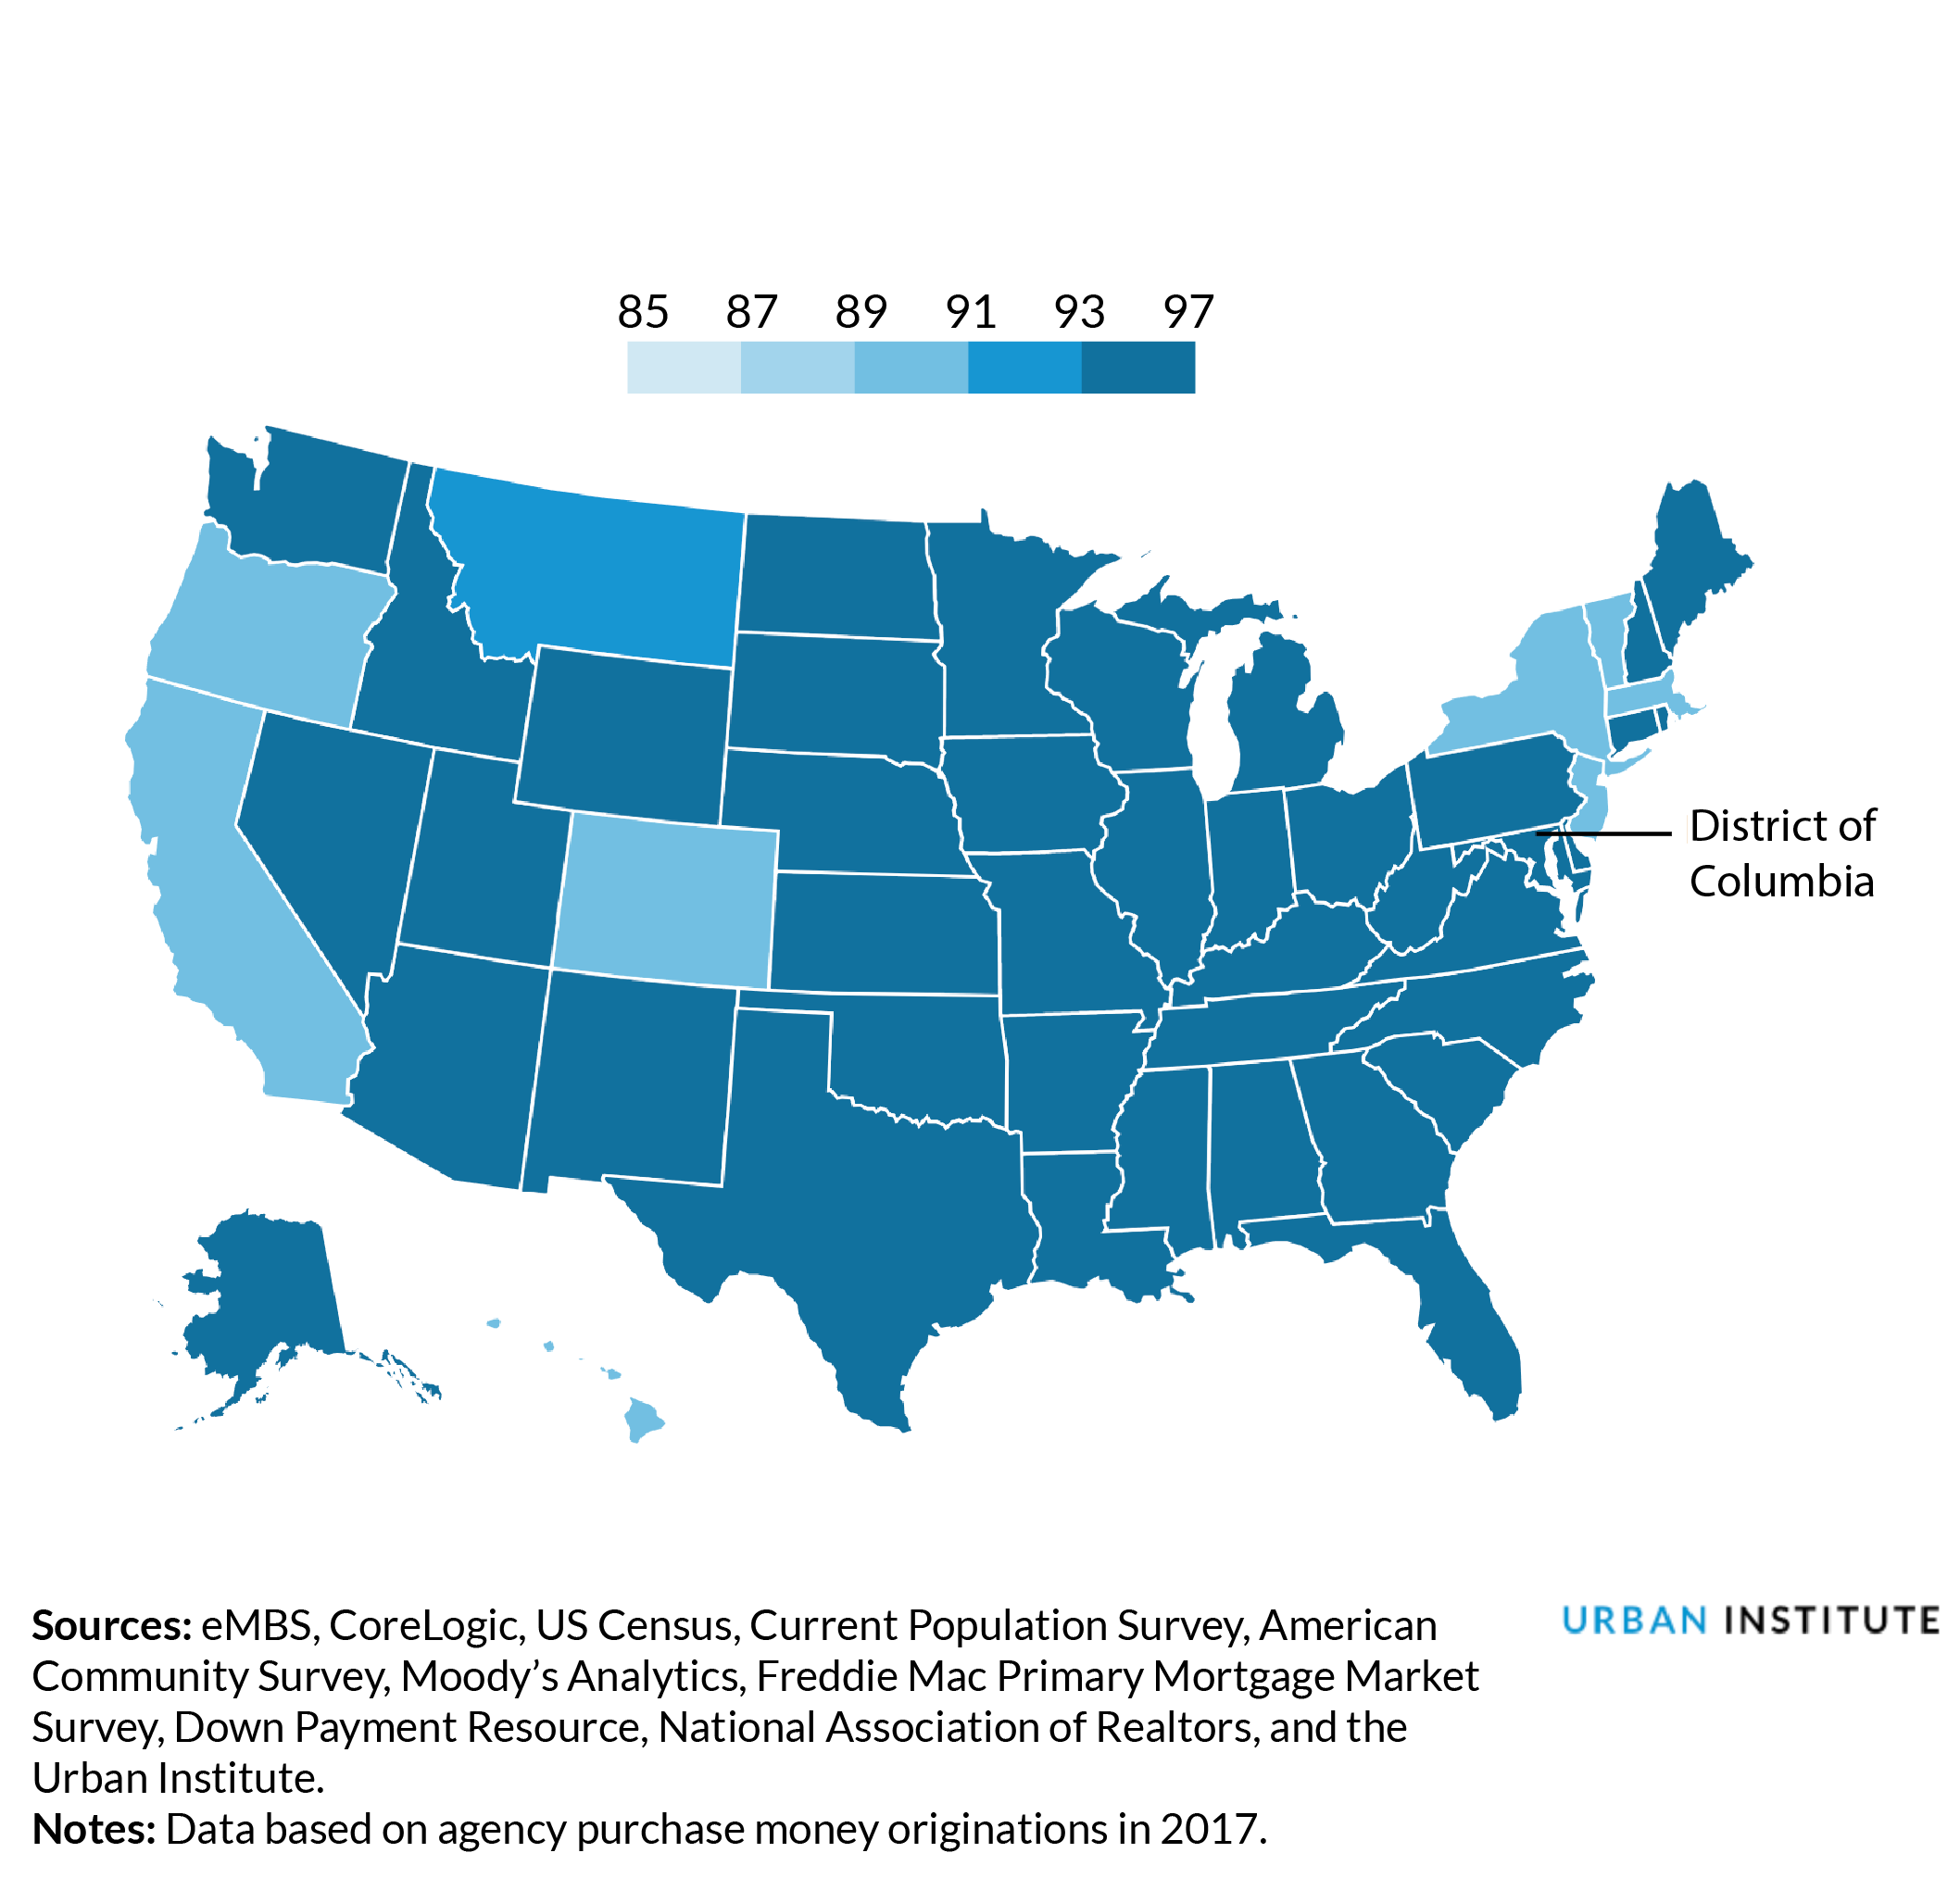 85 87 89 91 93 97
District of
Columbia
Sources: eMBS, CoreLogic, US Census, Current Population Survey, American
Community Survey, Moody’s Analytics, Freddie Mac Primary Mortgage Market
Survey, Down Payment Resource, National Association of Realtors, and the
Urban Institute.
Notes: Data based on agency purchase money originations in 2017.
URBAN INSTITUTE